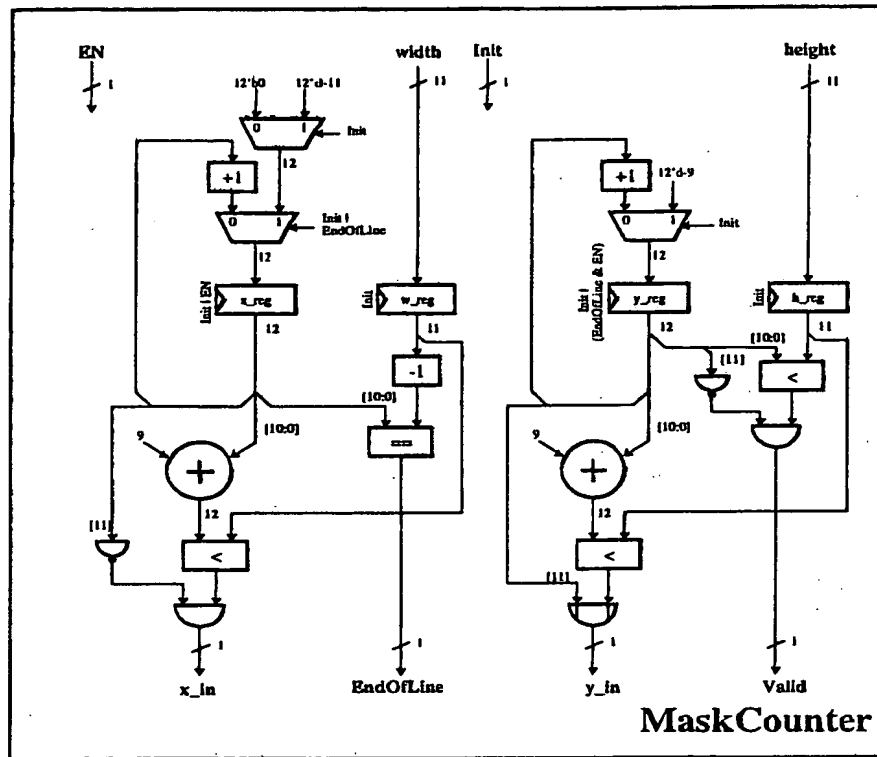 EN
width
Init
height
1
12'b0
12'd-11
11
1
11
0 1
Init
12
+1
+1
12'd-9
0 1
Init |
EndOfLine
0 1
Init
12
12
Init | EN
x_reg
Init
w_reg
Init |
(EndOfLine & EN)
y_reg
Init
h_reg
12
11
12
11
[10:0]
[11]
-1
<
[10:0]
==
9
+
[10:0]
9
+
[10:0]
12
12
[11]
<
<
[11]
1
1
1
1
x_in
EndOfLine
y_in
Valid
MaskCounter